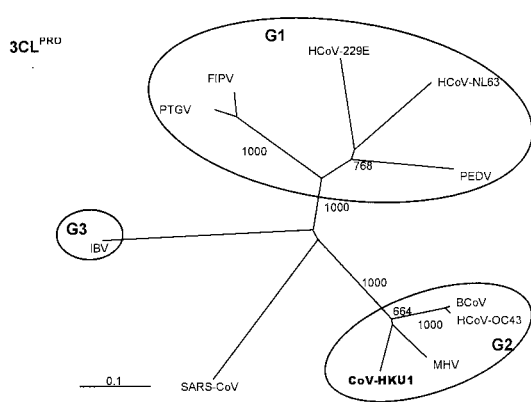 3CL^PRO
G1
HCoV-229E
FIPV
HCoV-NL63
PTGV
1000
768
PEDV
1000
G3
IBV
1000
BCoV
664
HCoV-OC43
1000
G2
MHV
CoV-HKU1
0.1
SARS-CoV